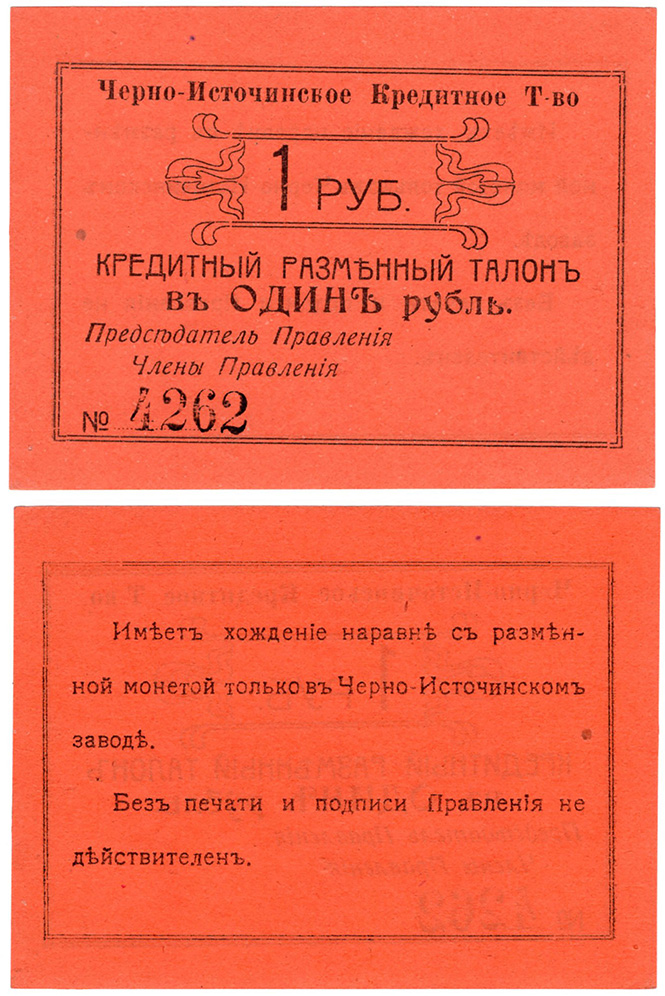 Черно-Источинское Кредитное Т-во
1 РУБ.
КРЕДИТНЫЙ РАЗМѢННЫЙ ТАЛОНЪ
въ ОДИНЪ рубль.
Предсѣдатель Правленія
Члены Правленія
№ 4262
Имѣетъ хожденіе наравнѣ съ размѣн-
ной монетой только въ Черно-Источинскомъ
заводѣ.
Безъ печати и подписи Правленія не
дѣйствителенъ.